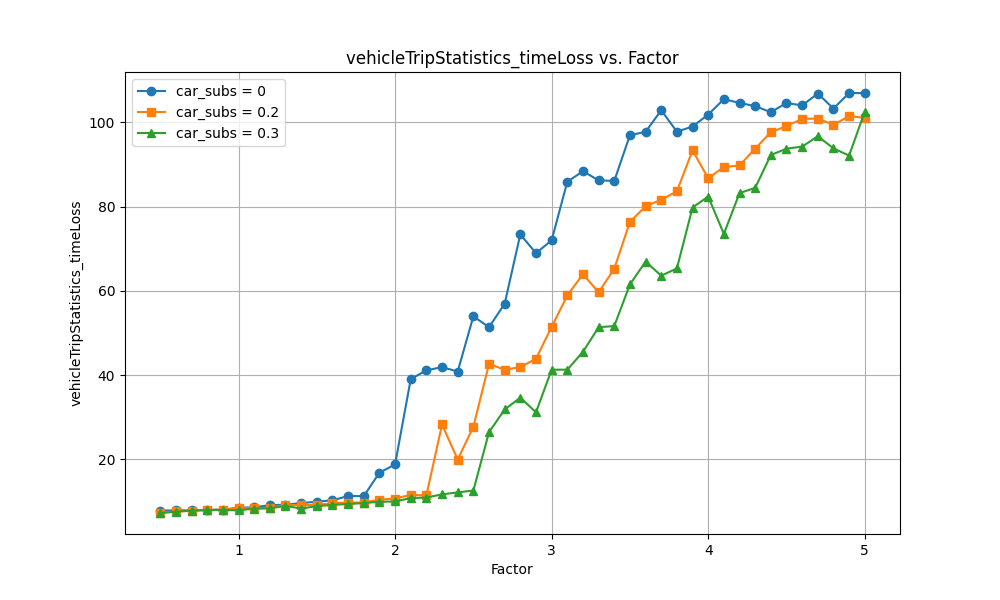 vehicleTripStatistics_timeLoss vs. Factor
car_subs = 0
car_subs = 0.2
car_subs = 0.3
100
80
60
40
20
vehicleTripStatistics_timeLoss
1 2 3 4 5
Factor